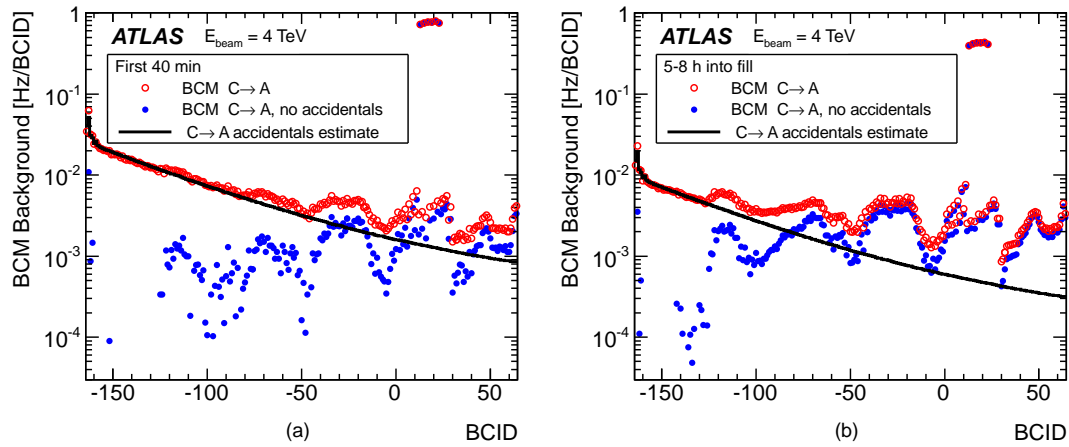 BCM Background [Hz/BCID]
1
10⁻¹
10⁻²
10⁻³
10⁻⁴
ATLAS E_beam = 4 TeV
First 40 min
BCM C→A
BCM C→A, no accidentals
C→A accidentals estimate
-150 -100 -50 0 50
(a) BCID
BCM Background [Hz/BCID]
1
10⁻¹
10⁻²
10⁻³
10⁻⁴
ATLAS E_beam = 4 TeV
5-8 h into fill
BCM C→A
BCM C→A, no accidentals
C→A accidentals estimate
-150 -100 -50 0 50
(b) BCID